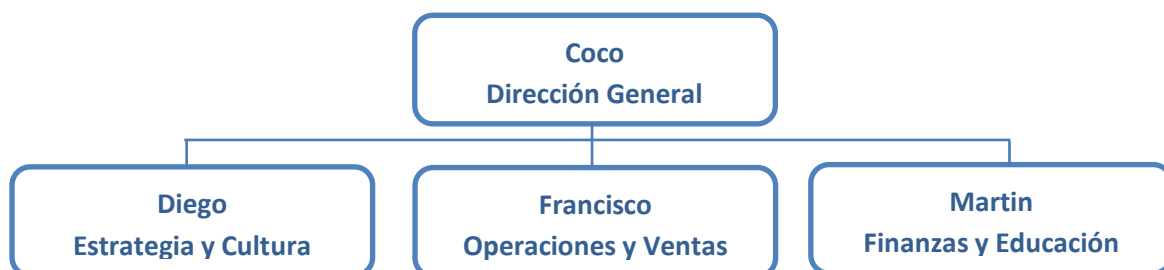 Coco
Dirección General
Diego
Estrategia y Cultura
Francisco
Operaciones y Ventas
Martin
Finanzas y Educación